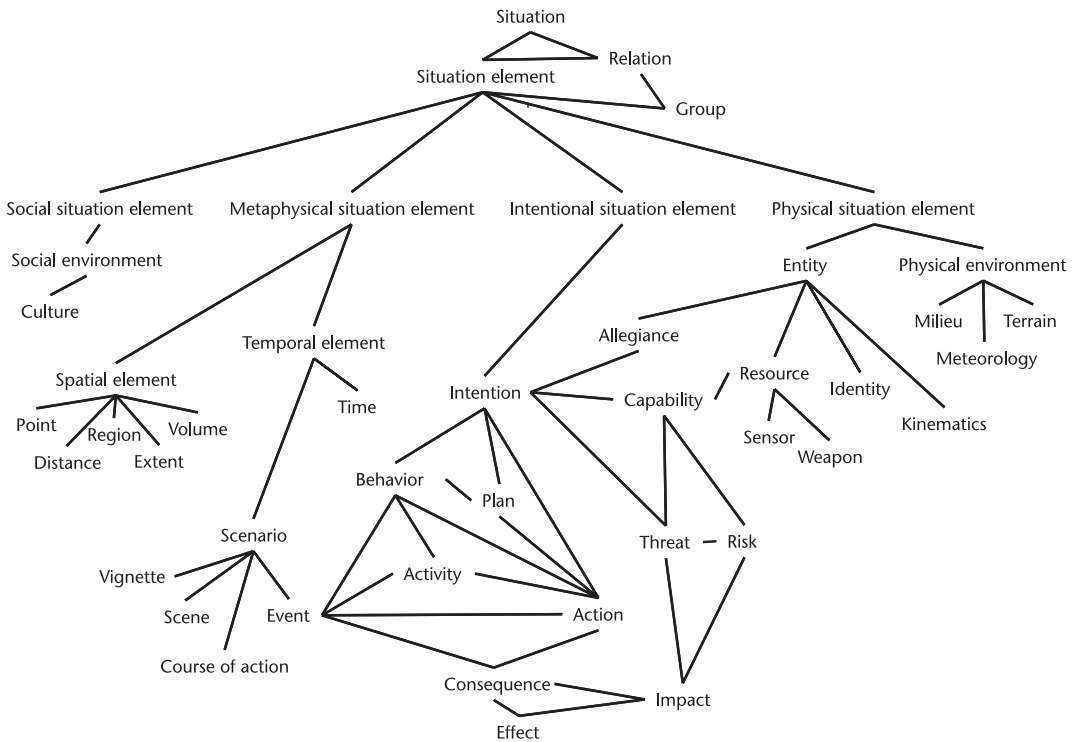 Situation
Relation
Situation element
Group
Social situation element
Metaphysical situation element
Intentional situation element
Physical situation element
Social environment
Entity
Physical environment
Culture
Milieu
Terrain
Allegiance
Temporal element
Meteorology
Spatial element
Resource
Identity
Intention
Capability
Time
Point
Region
Volume
Kinematics
Sensor
Distance
Extent
Weapon
Behavior
Plan
Scenario
Threat
Risk
Vignette
Activity
Scene
Event
Action
Course of action
Consequence
Impact
Effect